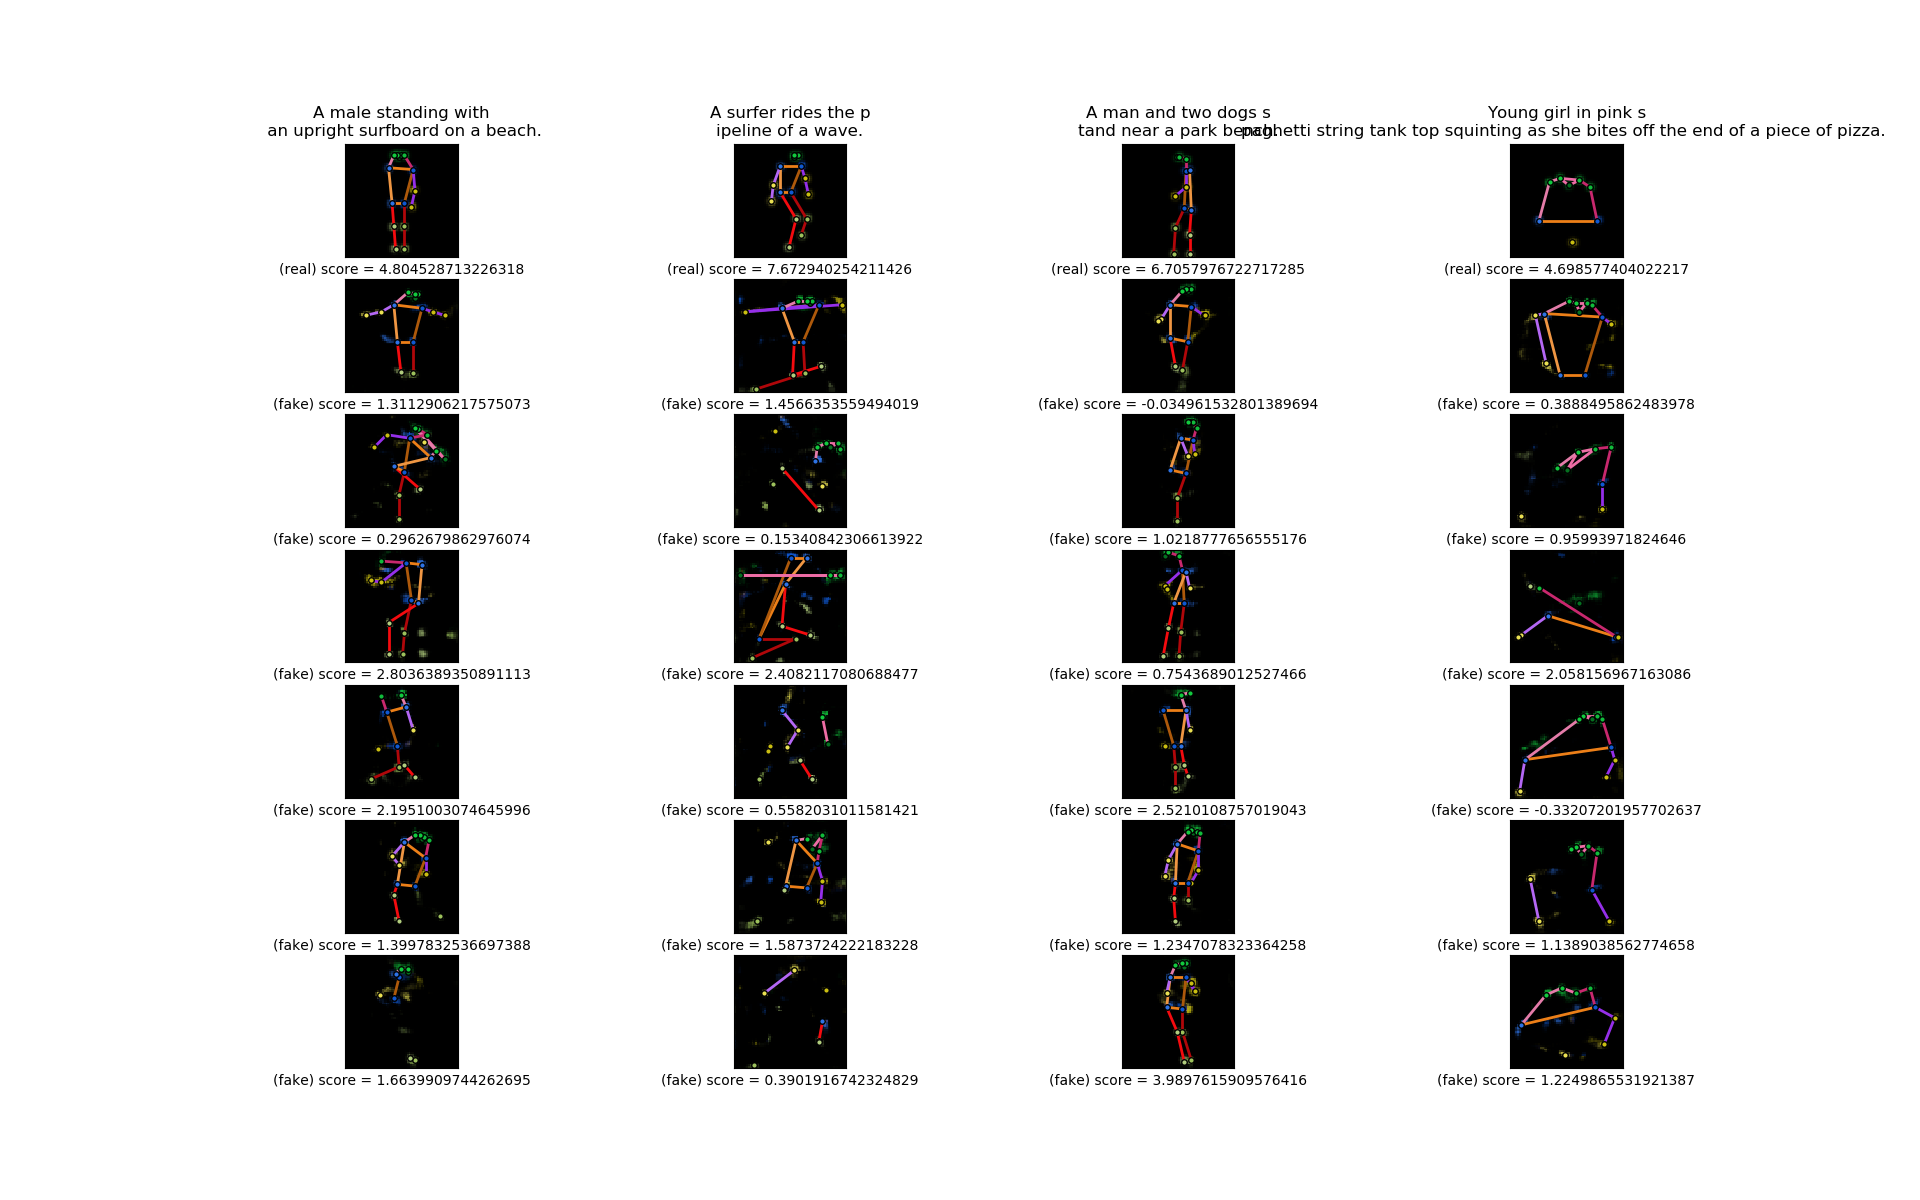 A male standing with
an upright surfboard on a beach.
A surfer rides the p
ipeline of a wave.
A man and two dogs s
tand near a park bench.
Young girl in pink s
paghetti string tank top squinting as she bites off the end of a piece of pizza.
(real) score = 4.804528713226318
(real) score = 7.672940254211426
(real) score = 6.7057976722717285
(real) score = 4.698577404022217
(fake) score = 1.3112906217575073
(fake) score = 1.4566353559494019
(fake) score = -0.034961532801389694
(fake) score = 0.3888495862483978
(fake) score = 0.2962679862976074
(fake) score = 0.15340842306613922
(fake) score = 1.0218777656555176
(fake) score = 0.95993971824646
(fake) score = 2.8036389350891113
(fake) score = 2.4082117080688477
(fake) score = 0.7543689012527466
(fake) score = 2.058156967163086
(fake) score = 2.1951003074645996
(fake) score = 0.5582031011581421
(fake) score = 2.5210108757019043
(fake) score = -0.33207201957702637
(fake) score = 1.3997832536697388
(fake) score = 1.5873724222183228
(fake) score = 1.2347078323364258
(fake) score = 1.1389038562774658
(fake) score = 1.6639909744262695
(fake) score = 0.3901916742324829
(fake) score = 3.9897615909576416
(fake) score = 1.2249865531921387